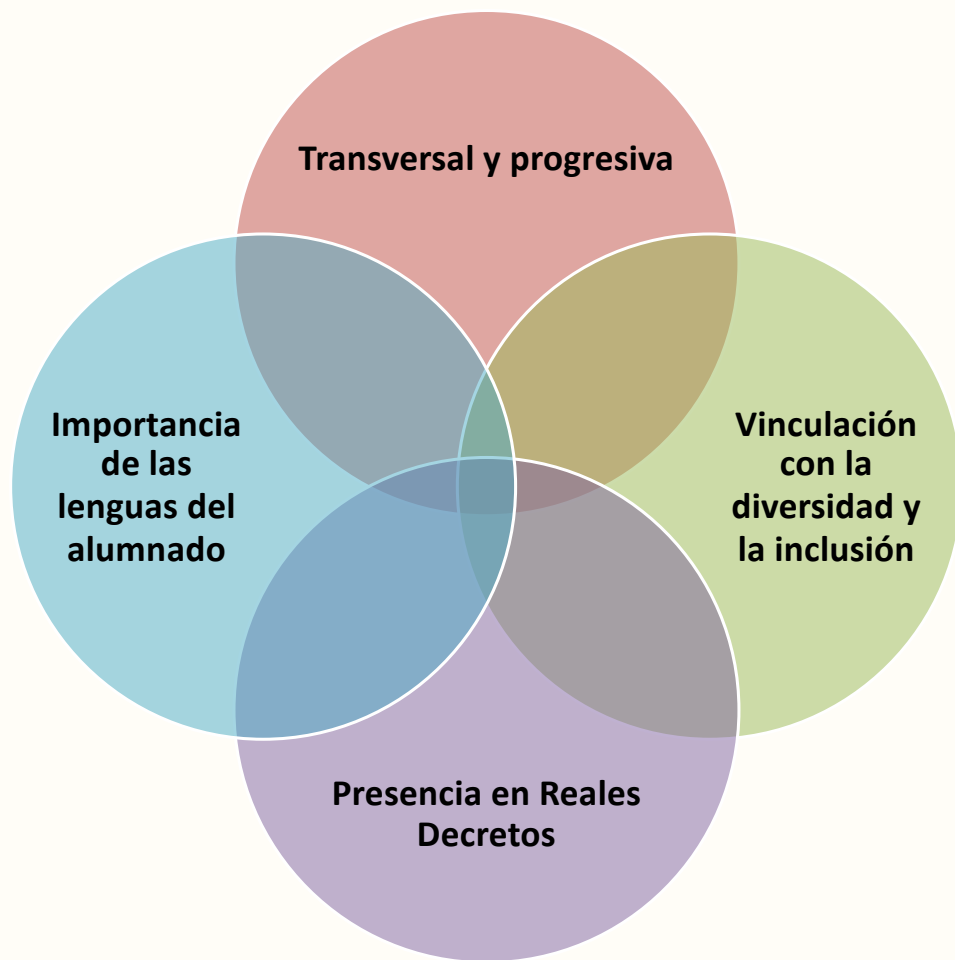 Transversal y progresiva
Importancia
de las
lenguas del
alumnado
Vinculación
con la
diversidad y
la inclusión
Presencia en Reales
Decretos